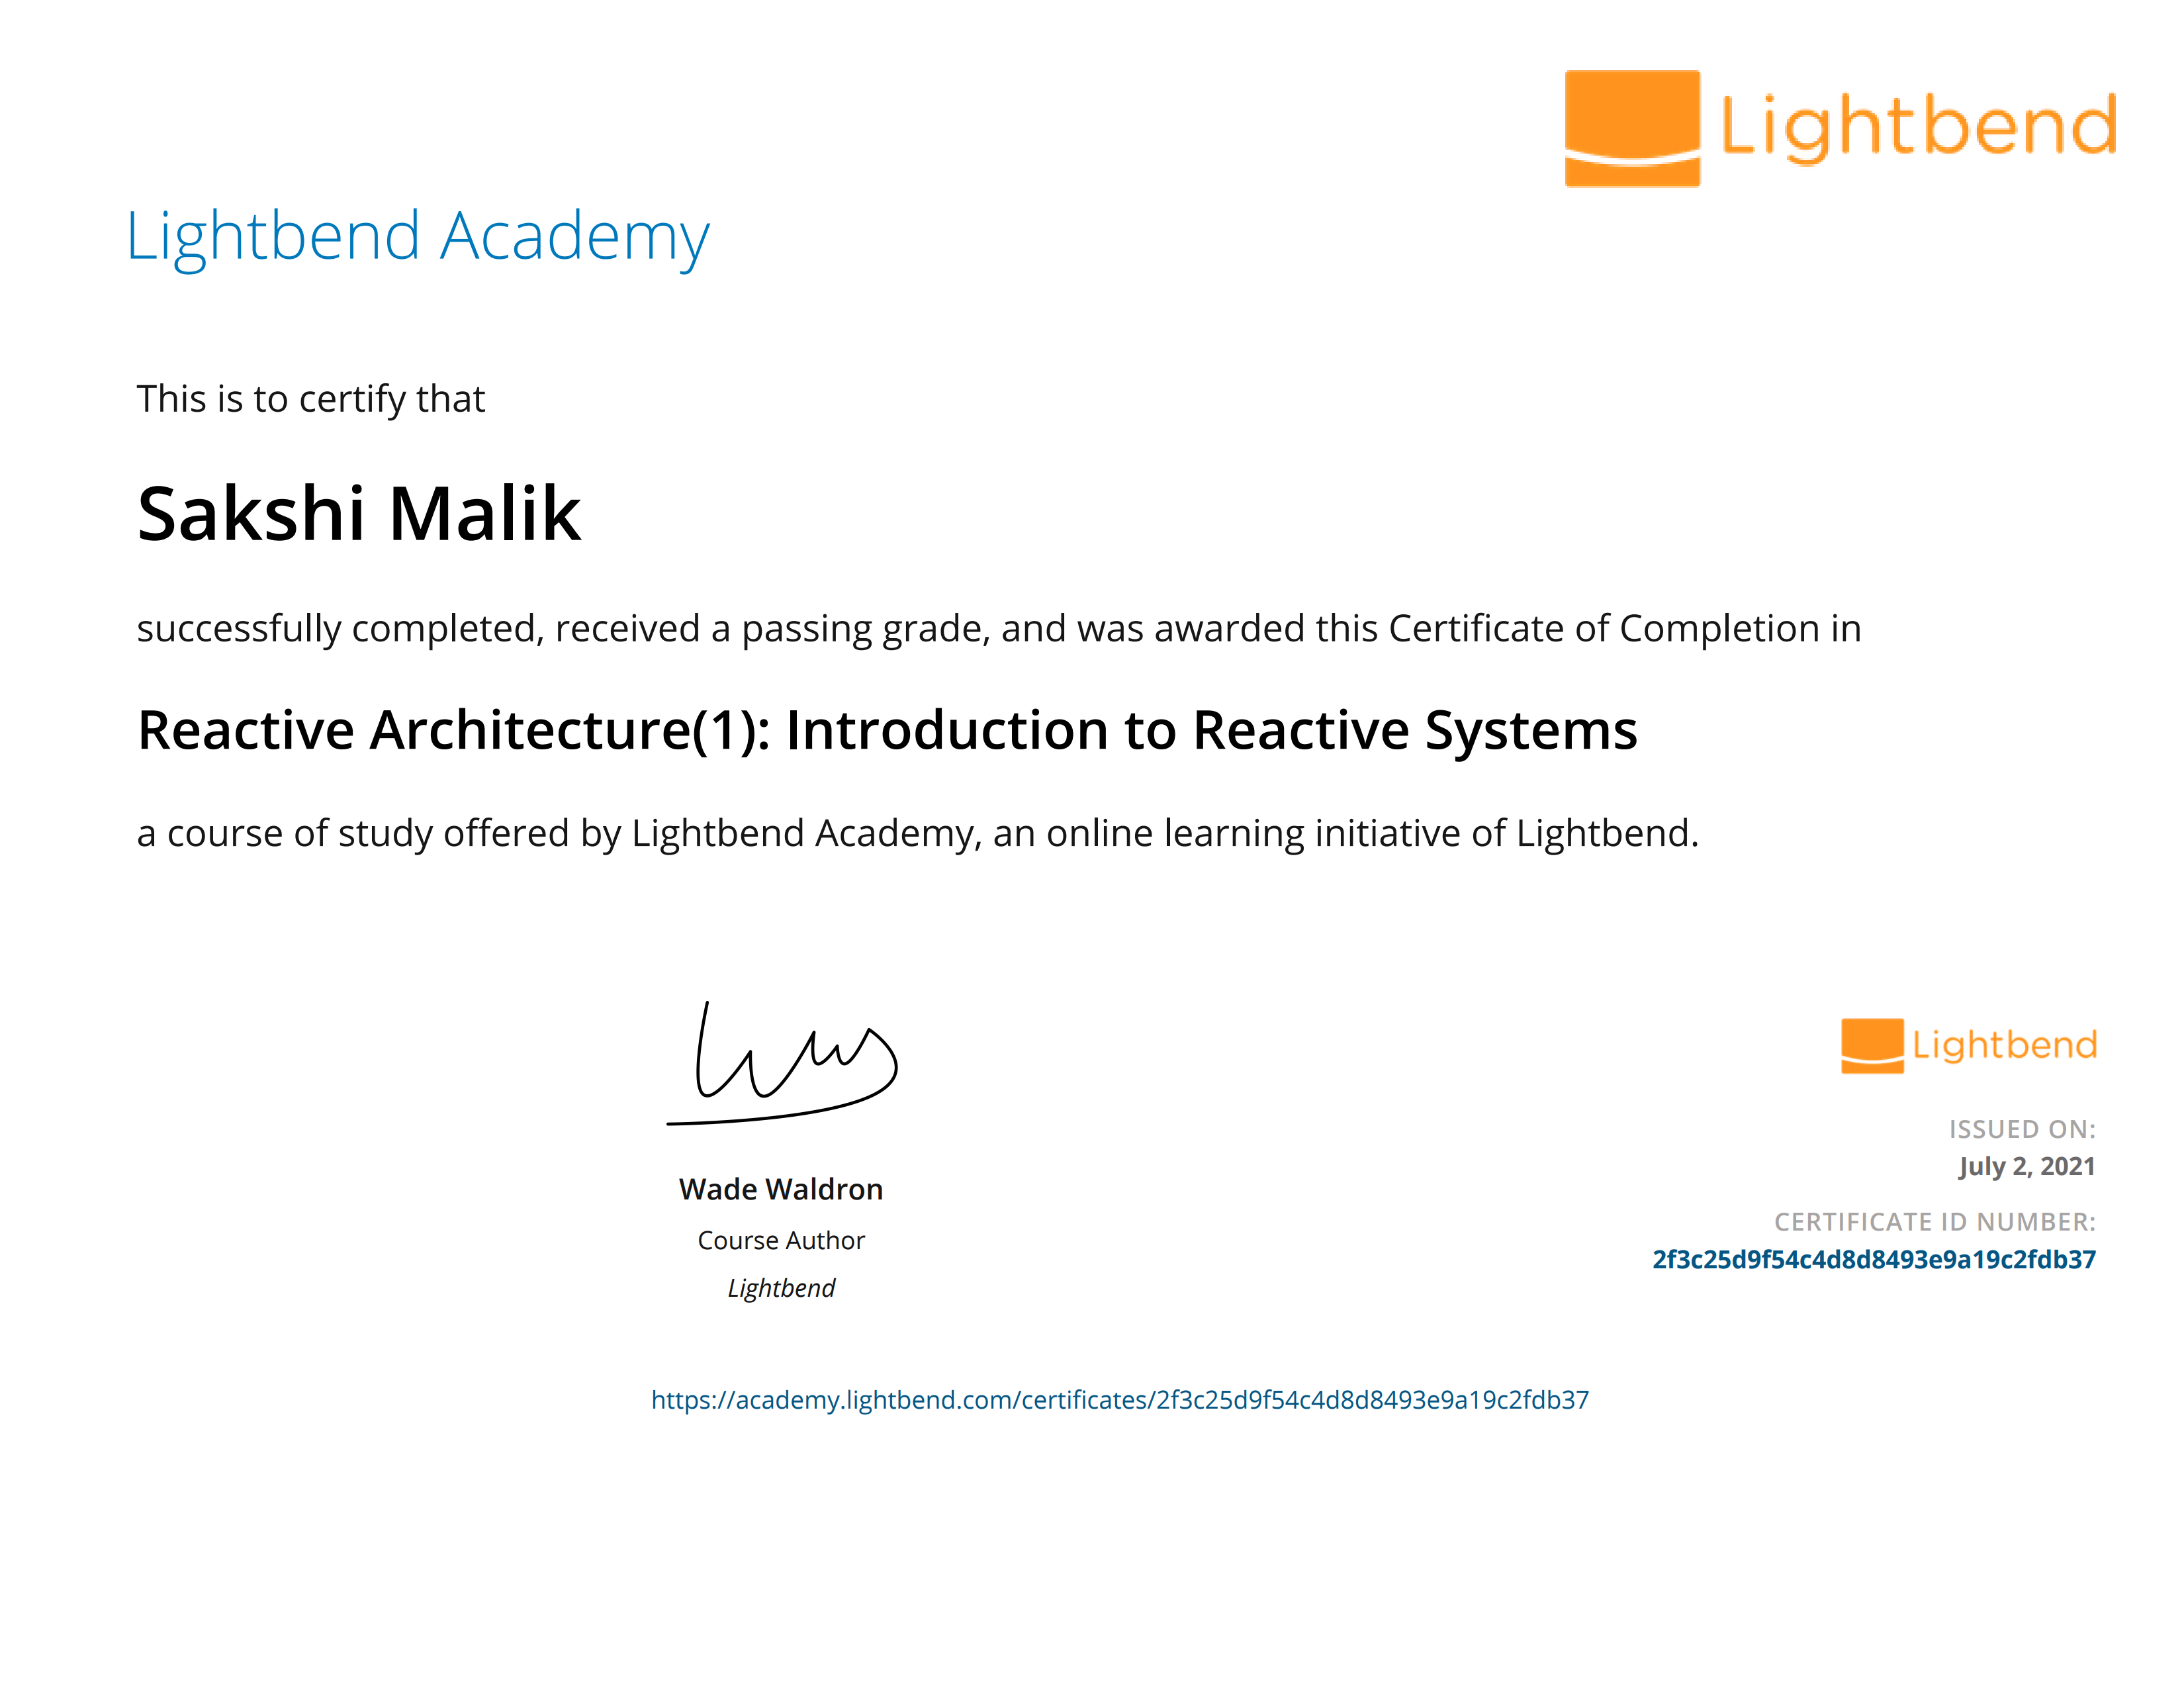 Lightbend
Lightbend Academy
This is to certify that
Sakshi Malik
successfully completed, received a passing grade, and was awarded this Certificate of Completion in
Reactive Architecture(1): Introduction to Reactive Systems
a course of study offered by Lightbend Academy, an online learning initiative of Lightbend.
Wade Waldron
Course Author
Lightbend
Lightbend
ISSUED ON:
July 2, 2021
CERTIFICATE ID NUMBER:
2f3c25d9f54c4d8d8493e9a19c2fdb37
https://academy.lightbend.com/certificates/2f3c25d9f54c4d8d8493e9a19c2fdb37